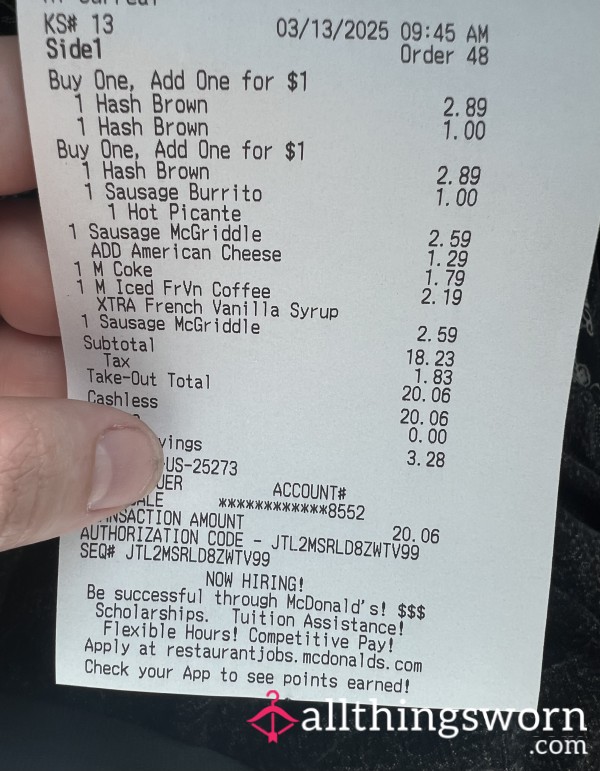 KS# 13 03/13/2025 09:45 AM
Side1 Order 48
Buy One, Add One for $1
1 Hash Brown 2.89
1 Hash Brown 1.00
Buy One, Add One for $1
1 Hash Brown 2.89
1 Sausage Burrito 1.00
1 Hot Picante
1 Sausage McGriddle 2.59
ADD American Cheese 1.29
1 M Coke 1.79
1 M Iced FrVn Coffee 2.19
XTRA French Vanilla Syrup
1 Sausage McGriddle 2.59
Subtotal 18.23
Tax 1.83
Take-Out Total 20.06
Cashless 20.06
0.00
vings 3.28
US-25273
UER ACCOUNT#
ALE ************8552
NSACTION AMOUNT 20.06
AUTHORIZATION CODE - JTL2MSRLD8ZWTV99
SEQ# JTL2MSRLD8ZWTV99
NOW HIRING!
Be successful through McDonald's! $$$
Scholarships. Tuition Assistance!
Flexible Hours! Competitive Pay!
Apply at restaurantjobs.mcdonalds.com
Check your App to see points earned!
allthingsworn
.com